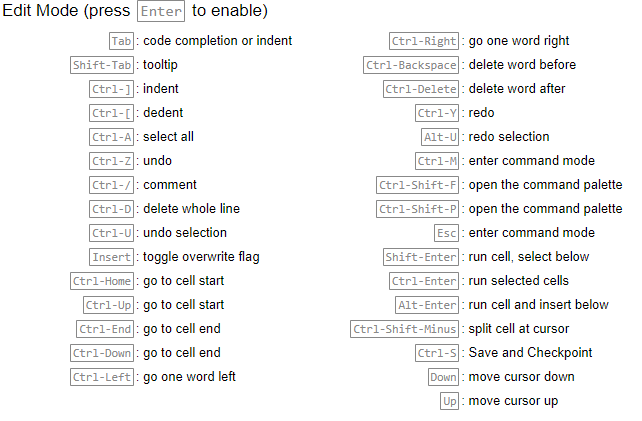 Edit Mode (press Enter to enable)
Tab : code completion or indent
Shift-Tab : tooltip
Ctrl-] : indent
Ctrl-[ : dedent
Ctrl-A : select all
Ctrl-Z : undo
Ctrl-/ : comment
Ctrl-D : delete whole line
Ctrl-U : undo selection
Insert : toggle overwrite flag
Ctrl-Home : go to cell start
Ctrl-Up : go to cell start
Ctrl-End : go to cell end
Ctrl-Down : go to cell end
Ctrl-Left : go one word left
Ctrl-Right : go one word right
Ctrl-Backspace : delete word before
Ctrl-Delete : delete word after
Ctrl-Y : redo
Alt-U : redo selection
Ctrl-M : enter command mode
Ctrl-Shift-F : open the command palette
Ctrl-Shift-P : open the command palette
Esc : enter command mode
Shift-Enter : run cell, select below
Ctrl-Enter : run selected cells
Alt-Enter : run cell and insert below
Ctrl-Shift-Minus : split cell at cursor
Ctrl-S : Save and Checkpoint
Down : move cursor down
Up : move cursor up